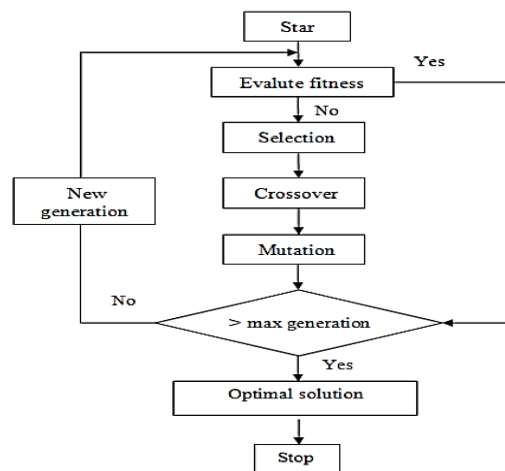 Star
Yes
Evalute fitness
No
Selection
Crossover
New
generation
Mutation
No
> max generation
Yes
Optimal solution
Stop